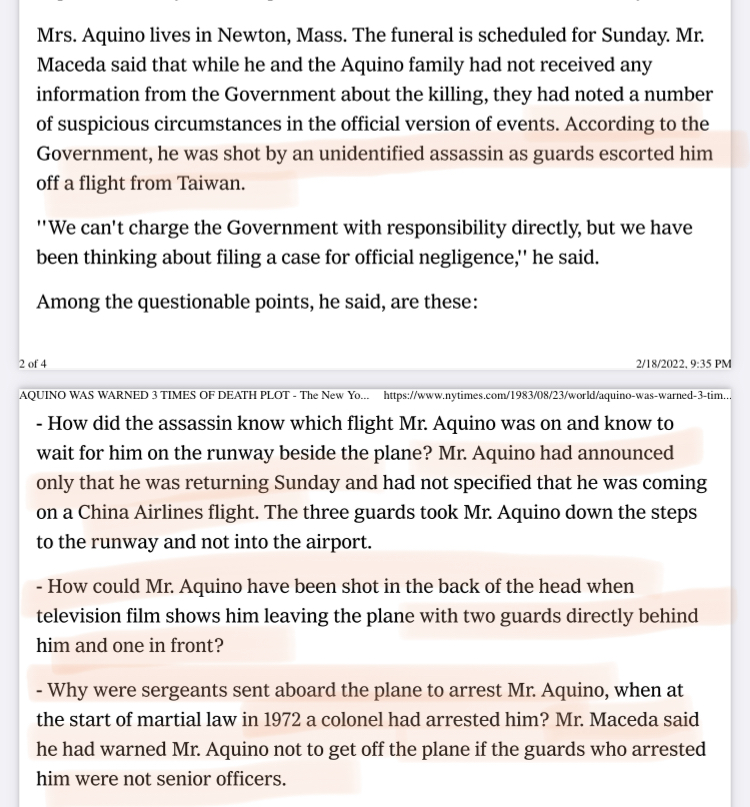 Mrs. Aquino lives in Newton, Mass. The funeral is scheduled for Sunday. Mr.
Maceda said that while he and the Aquino family had not received any
information from the Government about the killing, they had noted a number
of suspicious circumstances in the official version of events. According to the
Government, he was shot by an unidentified assassin as guards escorted him
off a flight from Taiwan.
''We can't charge the Government with responsibility directly, but we have
been thinking about filing a case for official negligence,'' he said.
Among the questionable points, he said, are these:
2 of 4 2/18/2022, 9:35 PM
AQUINO WAS WARNED 3 TIMES OF DEATH PLOT - The New Yo... https://www.nytimes.com/1983/08/23/world/aquino-was-warned-3-tim...
- How did the assassin know which flight Mr. Aquino was on and know to
wait for him on the runway beside the plane? Mr. Aquino had announced
only that he was returning Sunday and had not specified that he was coming
on a China Airlines flight. The three guards took Mr. Aquino down the steps
to the runway and not into the airport.
- How could Mr. Aquino have been shot in the back of the head when
television film shows him leaving the plane with two guards directly behind
him and one in front?
- Why were sergeants sent aboard the plane to arrest Mr. Aquino, when at
the start of martial law in 1972 a colonel had arrested him? Mr. Maceda said
he had warned Mr. Aquino not to get off the plane if the guards who arrested
him were not senior officers.